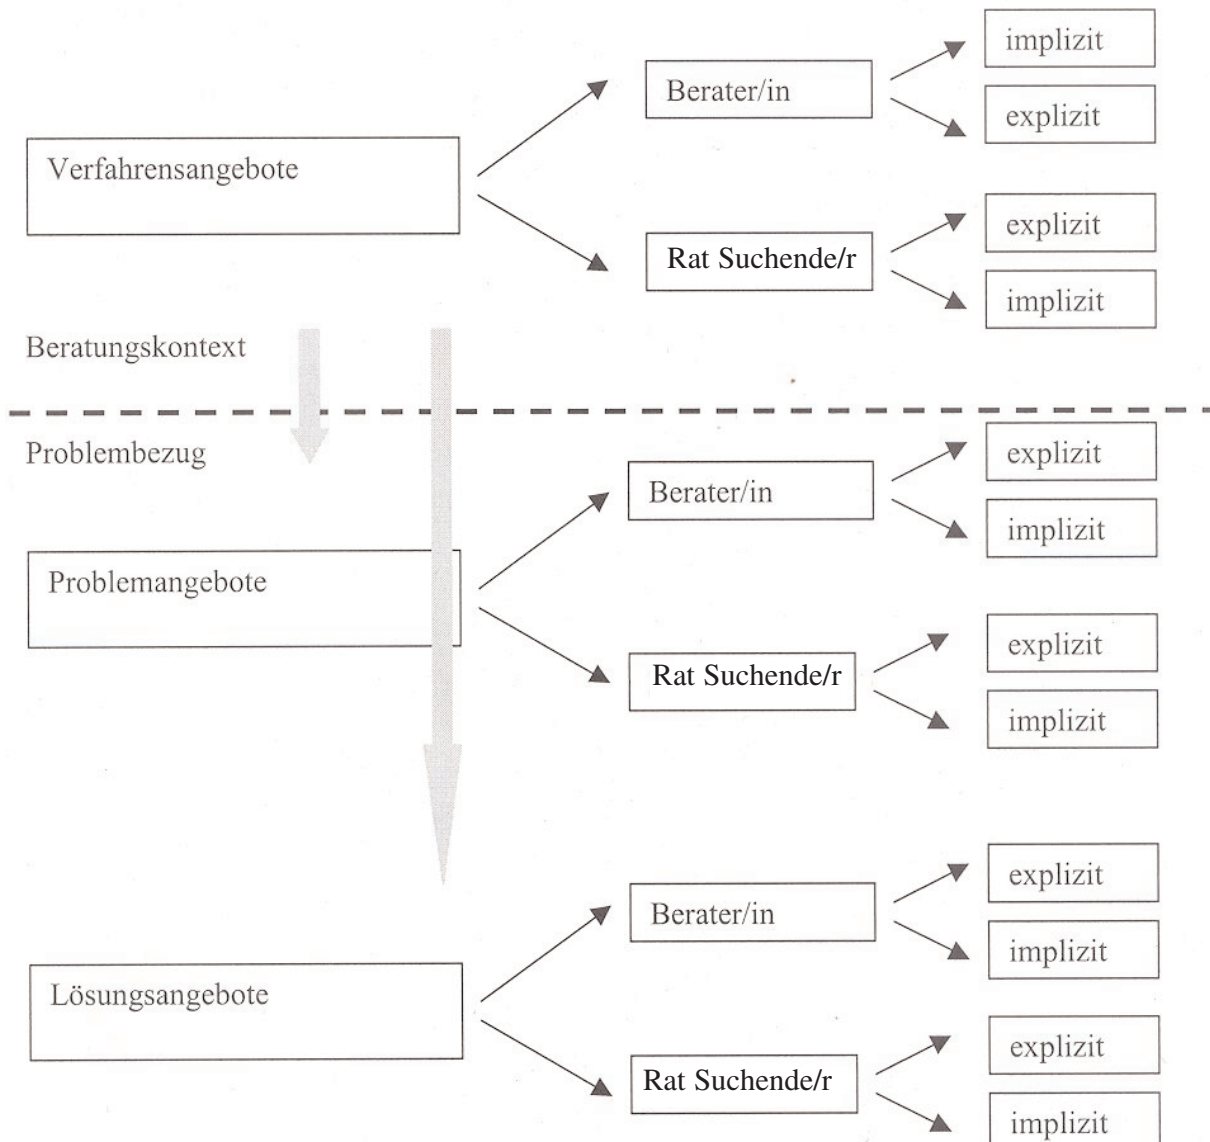 implizit
Berater/in
explizit
Verfahrensangebote
explizit
Rat Suchende/r
implizit
Beratungskontext
Problembezug
explizit
Berater/in
implizit
Problemangebote
explizit
Rat Suchende/r
implizit
explizit
Berater/in
implizit
Lösungsangebote
explizit
Rat Suchende/r
implizit